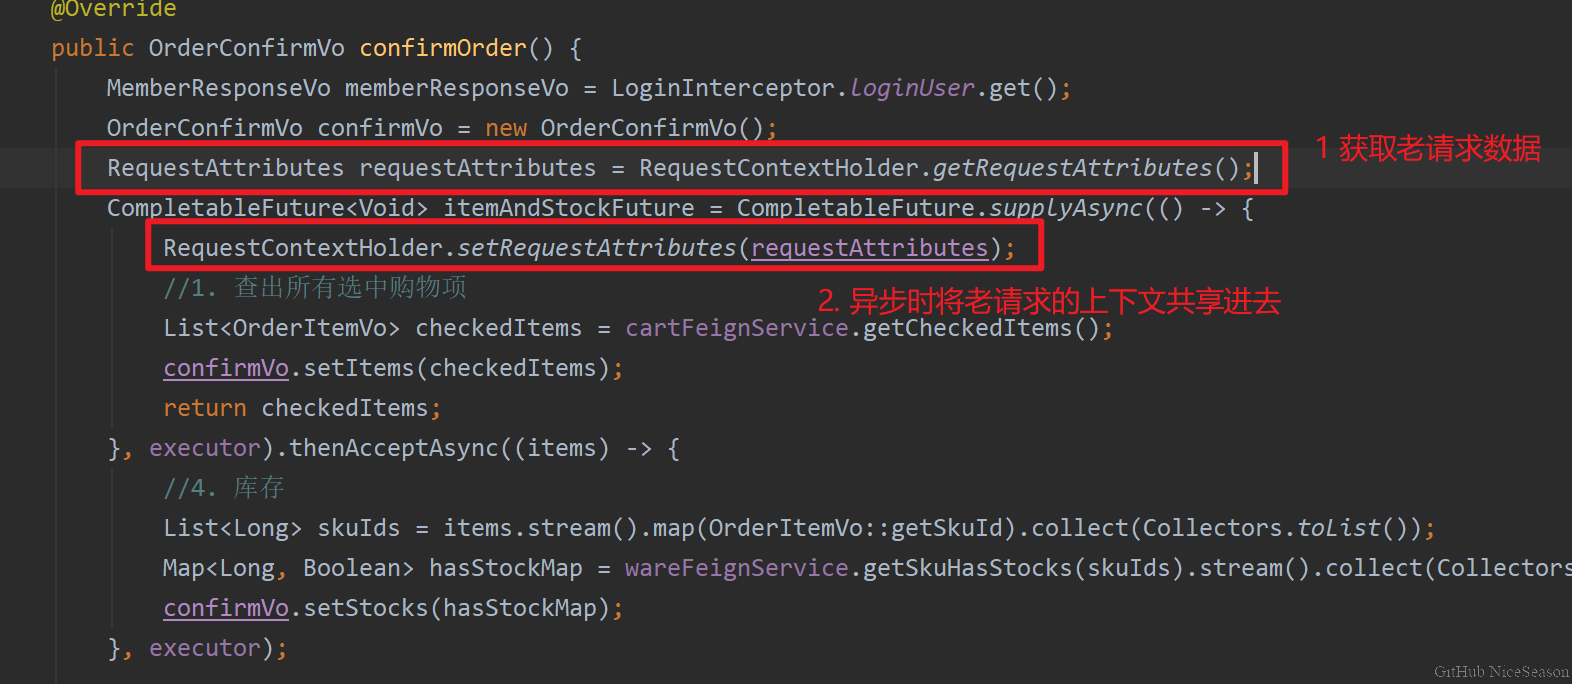 @Override
public OrderConfirmVo confirmOrder() {
MemberResponseVo memberResponseVo = LoginInterceptor.loginUser.get();
OrderConfirmVo confirmVo = new OrderConfirmVo();
RequestAttributes requestAttributes = RequestContextHolder.getRequestAttributes();
1 获取老请求数据
CompletableFuture<Void> itemAndStockFuture = CompletableFuture.supplyAsync(() -> {
RequestContextHolder.setRequestAttributes(requestAttributes);
//1. 查出所有选中购物项
2. 异步时将老请求的上下文共享进去
List<OrderItemVo> checkedItems = cartFeignService.getCheckedItems();
confirmVo.setItems(checkedItems);
return checkedItems;
}, executor).thenAcceptAsync((items) -> {
//4. 库存
List<Long> skuIds = items.stream().map(OrderItemVo::getSkuId).collect(Collectors.toList());
Map<Long, Boolean> hasStockMap = wareFeignService.getSkuHasStocks(skuIds).stream().collect(Collectors
confirmVo.setStocks(hasStockMap);
}, executor);
GitHub NiceSeason